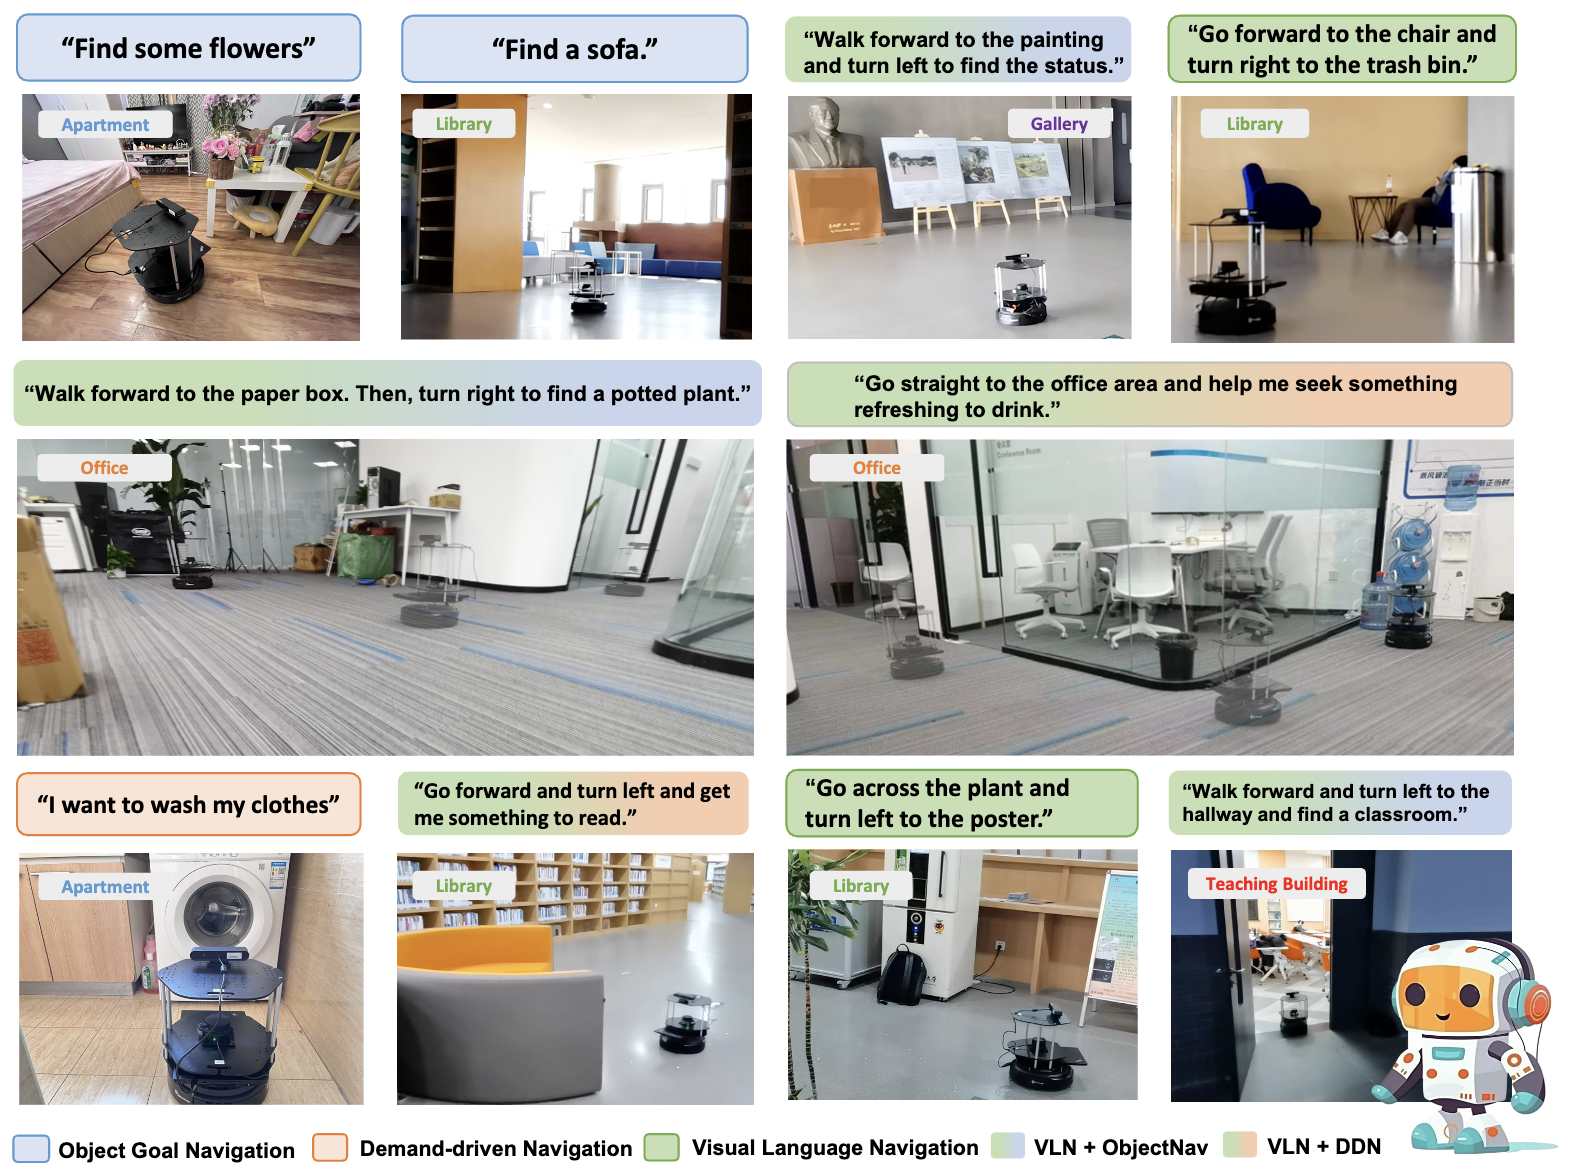 “Find some flowers”
“Find a sofa.”
“Walk forward to the painting
and turn left to find the status.”
“Go forward to the chair and
turn right to the trash bin.”
Apartment
Library
Gallery
Library
“Walk forward to the paper box. Then, turn right to find a potted plant.”
“Go straight to the office area and help me seek something
refreshing to drink.”
Office
Office
Conference Room
“I want to wash my clothes”
“Go forward and turn left and get
me something to read.”
“Go across the plant and
turn left to the poster.”
“Walk forward and turn left to the
hallway and find a classroom.”
Apartment
Library
Library
Teaching Building
Object Goal Navigation
Demand-driven Navigation
Visual Language Navigation
VLN + ObjectNav
VLN + DDN